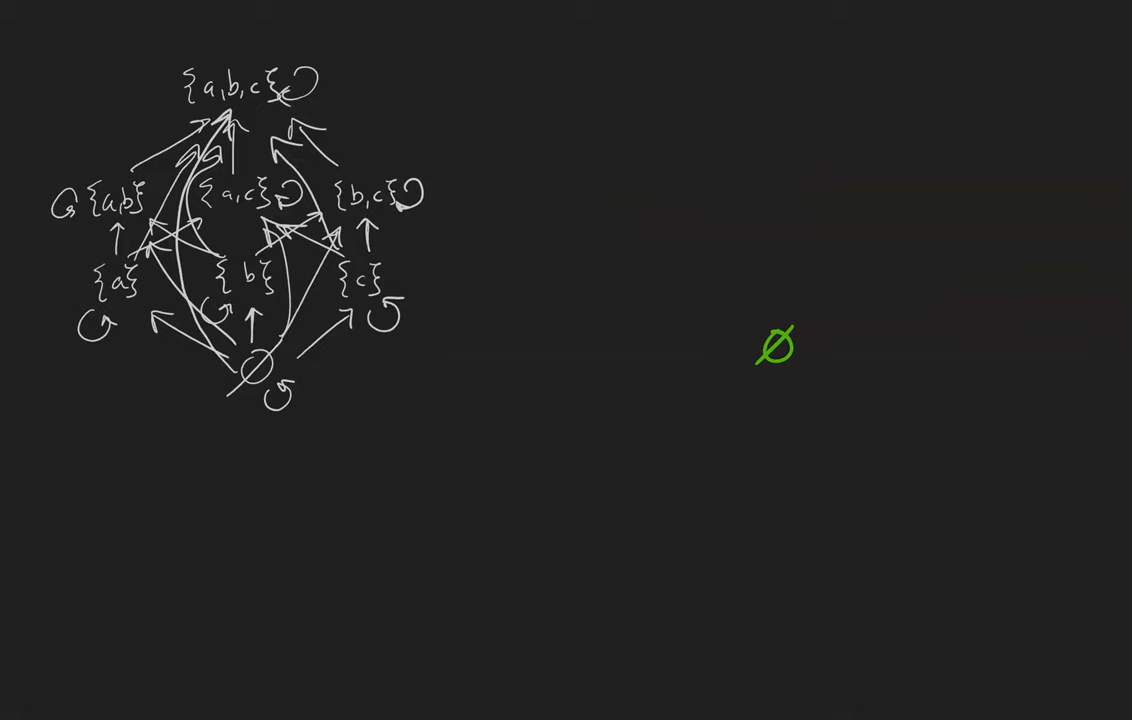 {a,b,c}
{a,b} {a,c} {b,c}
{a} {b} {c}
∅
∅